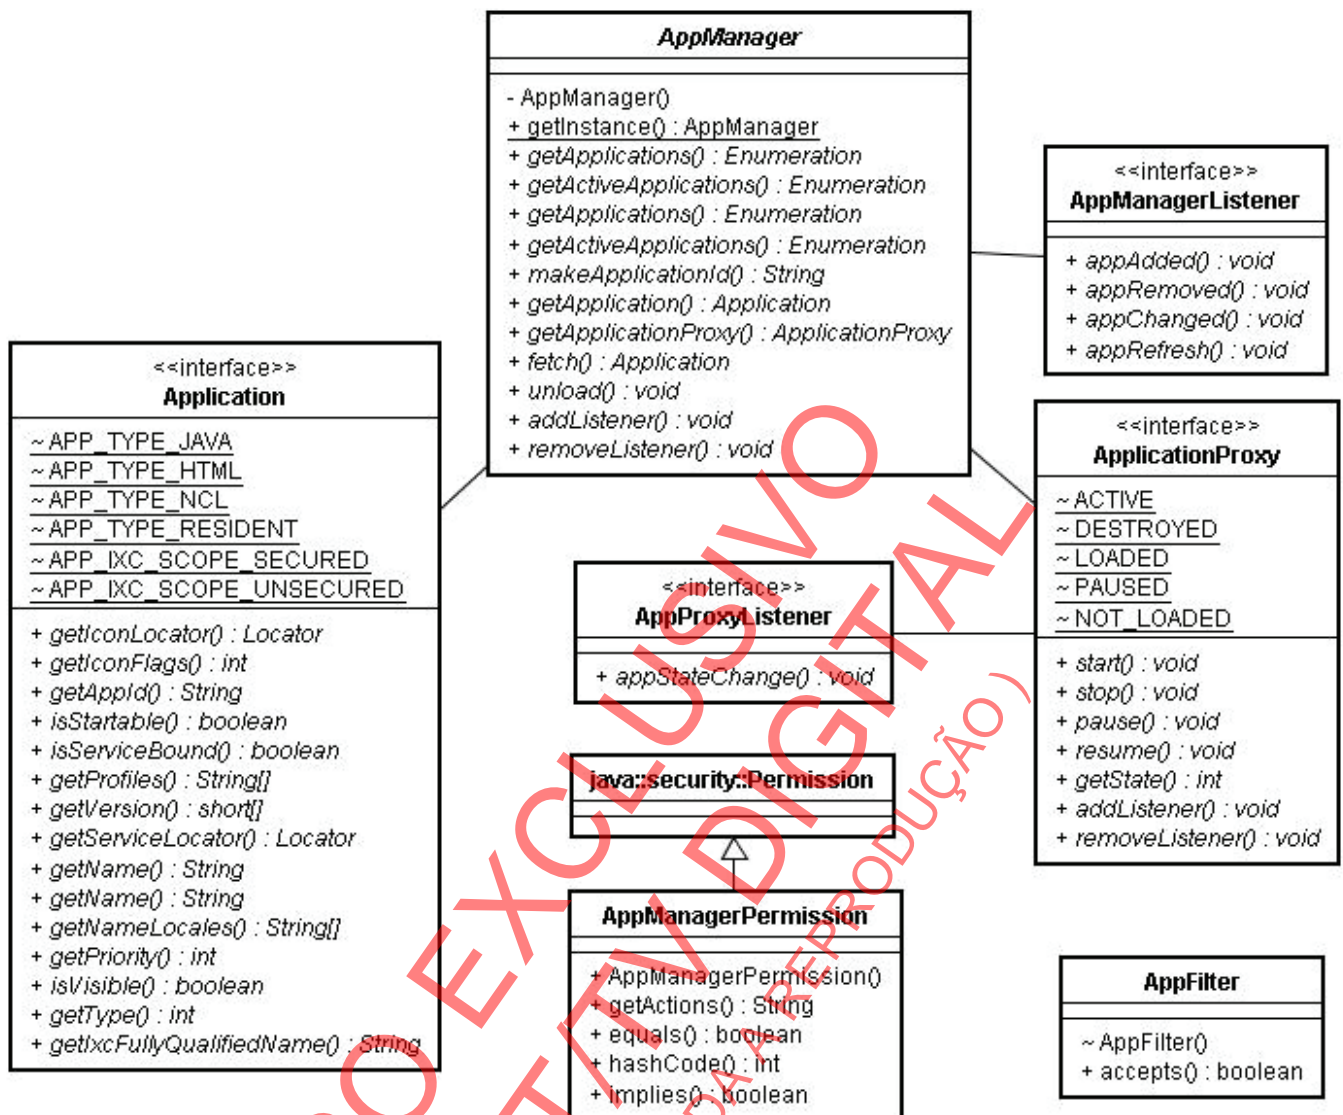 AppManager
- AppManager()
+ getInstance() : AppManager
+ getApplications() : Enumeration
+ getActiveApplications() : Enumeration
+ getApplications() : Enumeration
+ getActiveApplications() : Enumeration
+ makeApplicationId() : String
+ getApplication() : Application
+ getApplicationProxy() : ApplicationProxy
+ fetch() : Application
+ unload() : void
+ addListener() : void
+ removeListener() : void
<<interface>>
AppManagerListener
+ appAdded() : void
+ appRemoved() : void
+ appChanged() : void
+ appRefresh() : void
<<interface>>
Application
~ APP_TYPE_JAVA
~ APP_TYPE_HTML
~ APP_TYPE_NCL
~ APP_TYPE_RESIDENT
~ APP_IXC_SCOPE_SECURED
~ APP_IXC_SCOPE_UNSECURED
+ getIconLocator() : Locator
+ getIconFlags() : int
+ getAppId() : String
+ isStartable() : boolean
+ isServiceBound() : boolean
+ getProfiles() : String[]
+ getVersion() : short[]
+ getServiceLocator() : Locator
+ getName() : String
+ getName() : String
+ getNameLocales() : String[]
+ getPriority() : int
+ isVisible() : boolean
+ getType() : int
+ getIxcFullyQualifiedName() : String
<<interface>>
ApplicationProxy
~ ACTIVE
~ DESTROYED
~ LOADED
~ PAUSED
~ NOT_LOADED
+ start() : void
+ stop() : void
+ pause() : void
+ resume() : void
+ getState() : int
+ addListener() : void
+ removeListener() : void
<<interface>>
AppProxyListener
+ appStateChange() : void
java::security::Permission
AppManagerPermission
+ AppManagerPermission()
+ getActions() : String
+ equals() : boolean
+ hashCode() : int
+ implies() : boolean
AppFilter
~ AppFilter()
+ accepts() : boolean
EXCLUSIVO
TV DIGITAL
A REPRODUÇÃO )